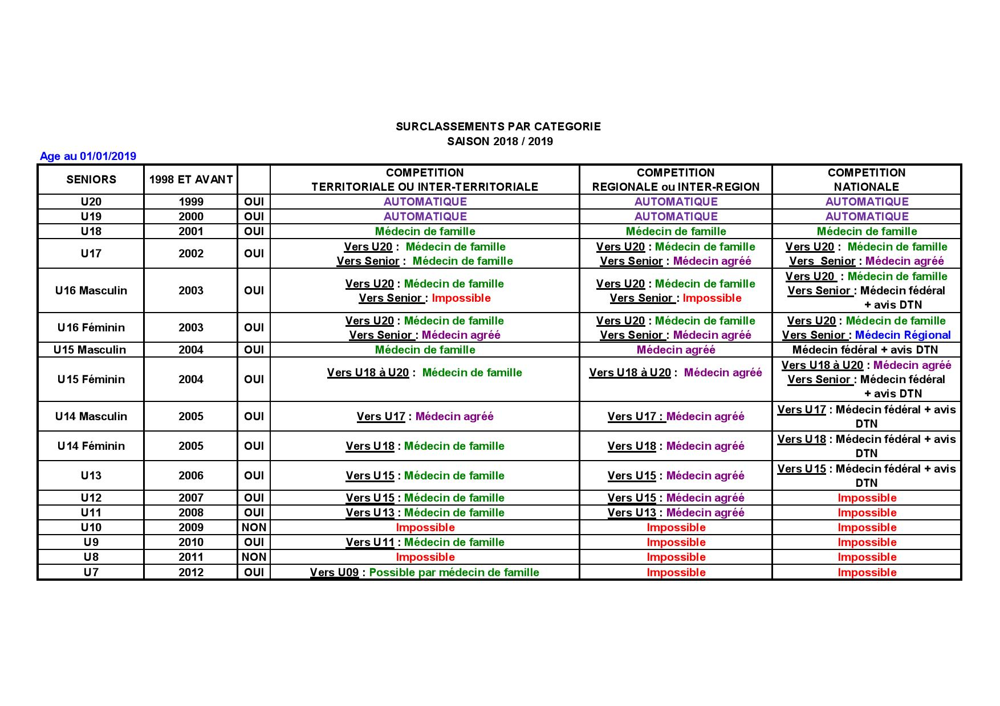 SURCLASSEMENTS PAR CATEGORIE
SAISON 2018 / 2019
Age au 01/01/2019
SENIORS 1998 ET AVANT COMPETITION TERRITORIALE OU INTER-TERRITORIALE COMPETITION REGIONALE ou INTER-REGION COMPETITION NATIONALE
U20 1999 OUI AUTOMATIQUE AUTOMATIQUE AUTOMATIQUE
U19 2000 OUI AUTOMATIQUE AUTOMATIQUE AUTOMATIQUE
U18 2001 OUI Médecin de famille Médecin de famille Médecin de famille
U17 2002 OUI
Vers U20 : Médecin de famille
Vers Senior : Médecin de famille
Vers U20 : Médecin de famille
Vers Senior : Médecin agréé
Vers U20 : Médecin de famille
Vers Senior : Médecin agréé
U16 Masculin 2003 OUI
Vers U20 : Médecin de famille
Vers Senior : Impossible
Vers U20 : Médecin de famille
Vers Senior : Impossible
Vers U20 : Médecin de famille
Vers Senior : Médecin fédéral
+ avis DTN
U16 Féminin 2003 OUI
Vers U20 : Médecin de famille
Vers Senior : Médecin agréé
Vers U20 : Médecin de famille
Vers Senior : Médecin agréé
Vers U20 : Médecin de famille
Vers Senior : Médecin Régional
U15 Masculin 2004 OUI Médecin de famille Médecin agréé Médecin fédéral + avis DTN
U15 Féminin 2004 OUI
Vers U18 à U20 : Médecin de famille
Vers U18 à U20 : Médecin agréé
Vers U18 à U20 : Médecin agréé
Vers Senior : Médecin fédéral
+ avis DTN
U14 Masculin 2005 OUI
Vers U17 : Médecin agréé
Vers U17 : Médecin agréé
Vers U17 : Médecin fédéral + avis
DTN
U14 Féminin 2005 OUI
Vers U18 : Médecin de famille
Vers U18 : Médecin agréé
Vers U18 : Médecin fédéral + avis
DTN
U13 2006 OUI
Vers U15 : Médecin de famille
Vers U15 : Médecin agréé
Vers U15 : Médecin fédéral + avis
DTN
U12 2007 OUI Vers U15 : Médecin de famille Vers U15 : Médecin agréé Impossible
U11 2008 OUI Vers U13 : Médecin de famille Vers U13 : Médecin agréé Impossible
U10 2009 NON Impossible Impossible Impossible
U9 2010 OUI Vers U11 : Médecin de famille Impossible Impossible
U8 2011 NON Impossible Impossible Impossible
U7 2012 OUI Vers U09 : Possible par médecin de famille Impossible Impossible